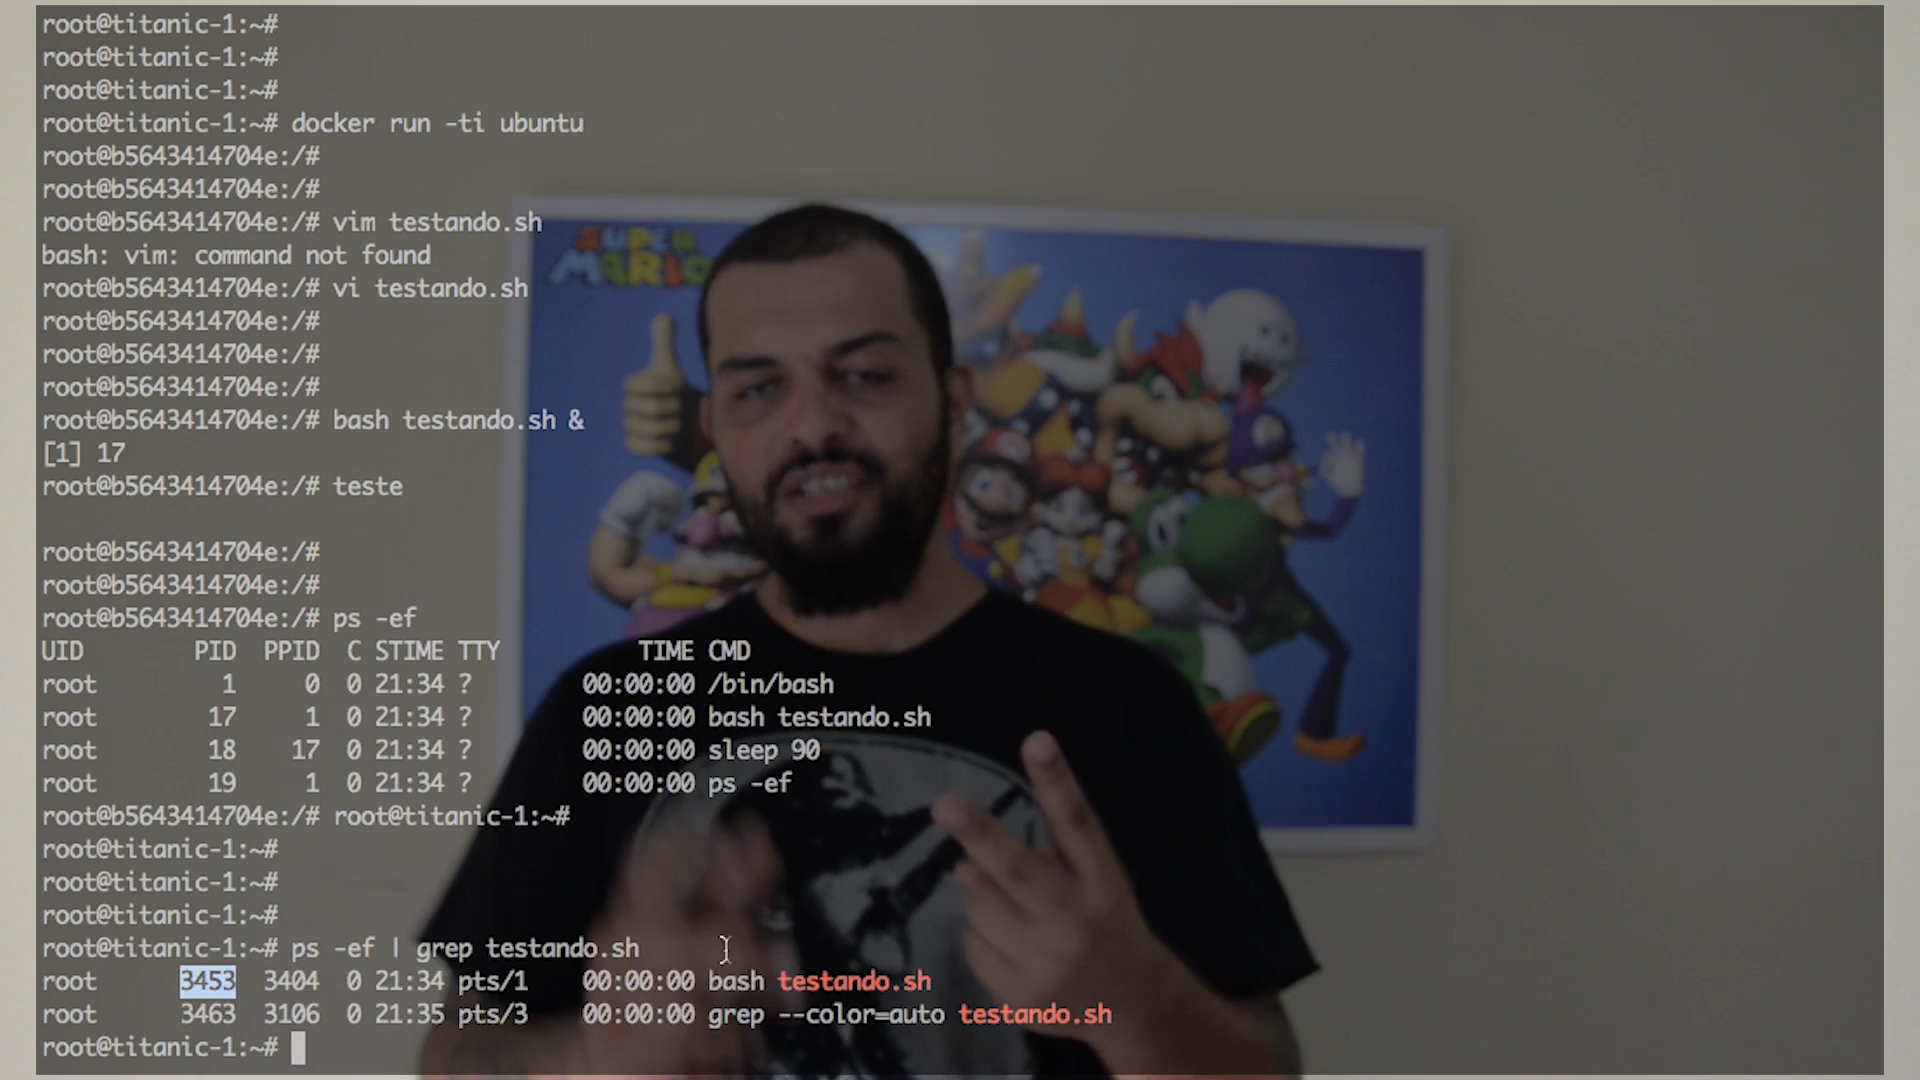 root@titanic-1:~#
root@titanic-1:~#
root@titanic-1:~#
root@titanic-1:~# docker run -ti ubuntu
root@b5643414704e:/#
root@b5643414704e:/#
root@b5643414704e:/# vim testando.sh
bash: vim: command not found
root@b5643414704e:/# vi testando.sh
root@b5643414704e:/#
root@b5643414704e:/#
root@b5643414704e:/#
root@b5643414704e:/# bash testando.sh &
[1] 17
root@b5643414704e:/# teste
root@b5643414704e:/#
root@b5643414704e:/#
root@b5643414704e:/# ps -ef
UID PID PPID C STIME TTY TIME CMD
root 1 0 0 21:34 ? 00:00:00 /bin/bash
root 17 1 0 21:34 ? 00:00:00 bash testando.sh
root 18 17 0 21:34 ? 00:00:00 sleep 90
root 19 1 0 21:34 ? 00:00:00 ps -ef
root@b5643414704e:/# root@titanic-1:~#
root@titanic-1:~#
root@titanic-1:~#
root@titanic-1:~#
root@titanic-1:~# ps -ef | grep testando.sh
root 3453 3404 0 21:34 pts/1 00:00:00 bash testando.sh
root 3463 3106 0 21:35 pts/3 00:00:00 grep --color=auto testando.sh
root@titanic-1:~#
SUPER
MARIO